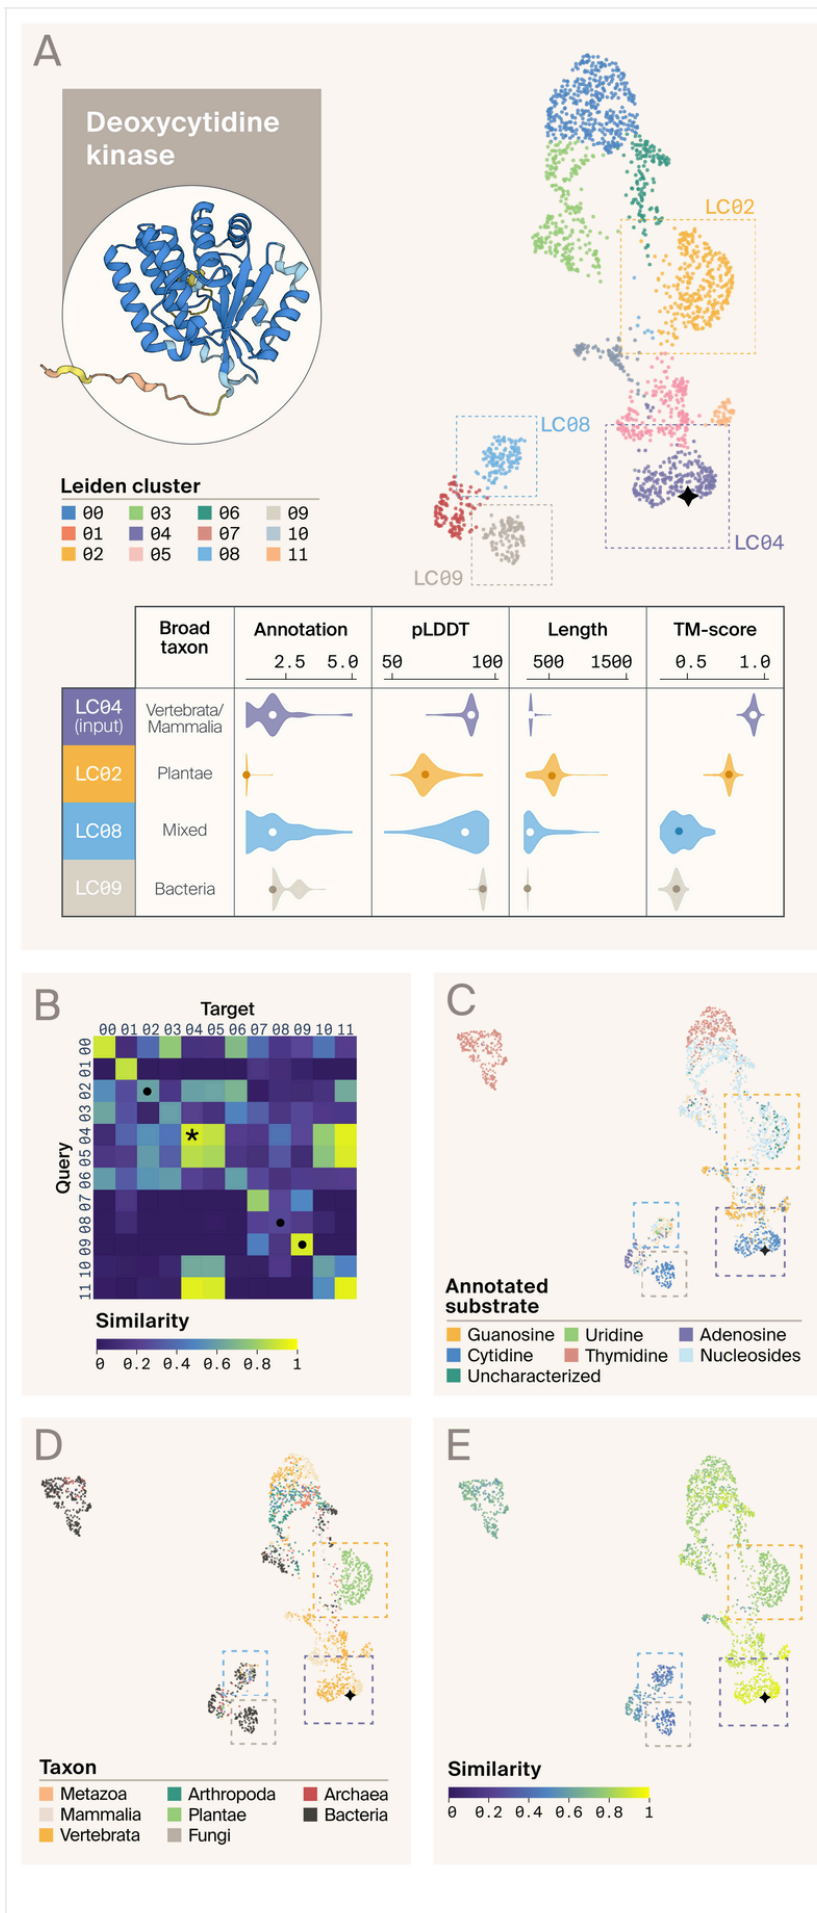 A
Deoxycytidine
kinase
LC02
LC08
LC04
LC09
Leiden cluster
00 03 06 09
01 04 07 10
02 05 08 11
Broad
taxon
Annotation
pLDDT
Length
TM-score
2.5 5.0 50 100 500 1500 0.5 1.0
LC04
(input)
Vertebrata/
Mammalia
LC02 Plantae
LC08 Mixed
LC09 Bacteria
B
Target
00 01 02 03 04 05 06 07 08 09 10 11
Query
00
01
02
03
04
05
06
07
08
09
10
11
*
Similarity
0 0.2 0.4 0.6 0.8 1
C
Annotated
substrate
Guanosine Uridine Adenosine
Cytidine Thymidine Nucleosides
Uncharacterized
D
Taxon
Metazoa Arthropoda Archaea
Mammalia Plantae Bacteria
Vertebrata Fungi
E
Similarity
0 0.2 0.4 0.6 0.8 1